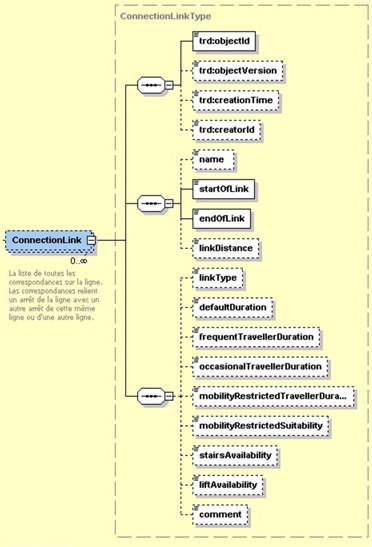 ConnectionLinkType
trd:objectId
trd:objectVersion
trd:creationTime
trd:creatorId
name
startOfLink
endOfLink
linkDistance
ConnectionLink
0..∞
La liste de toutes les
correspondances sur la ligne.
Les correspondances relient
un arrêt de la ligne avec un
autre arrêt de cette même
ligne ou d'une autre ligne.
linkType
defaultDuration
frequentTravellerDuration
occasionalTravellerDuration
mobilityRestrictedTravellerDura...
mobilityRestrictedSuitability
stairsAvailability
liftAvailability
comment